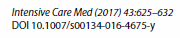 Intensive Care Med (2017) 43:625–632
DOI 10.1007/s00134-016-4675-y